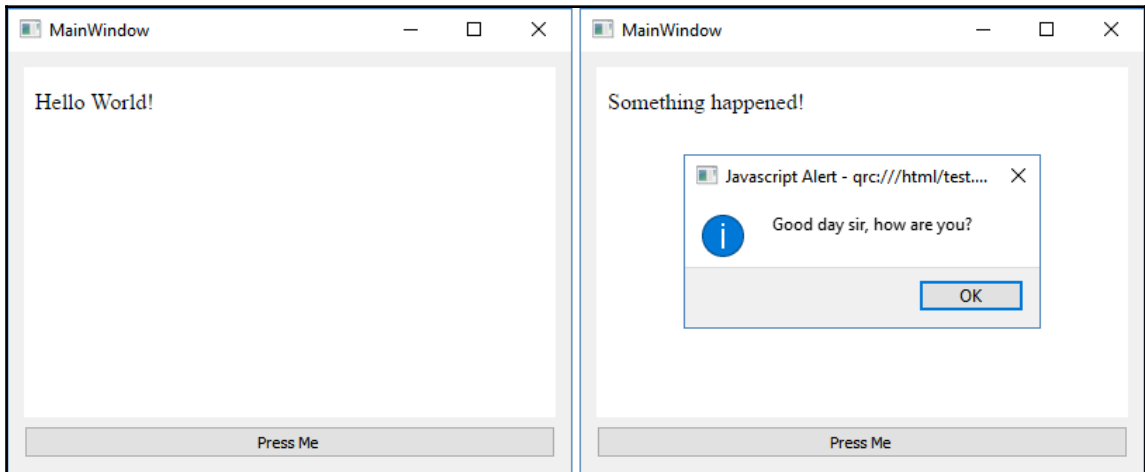 MainWindow
Hello World!
Press Me
MainWindow
Something happened!
Javascript Alert - qrc:///html/test....
Good day sir, how are you?
OK
Press Me